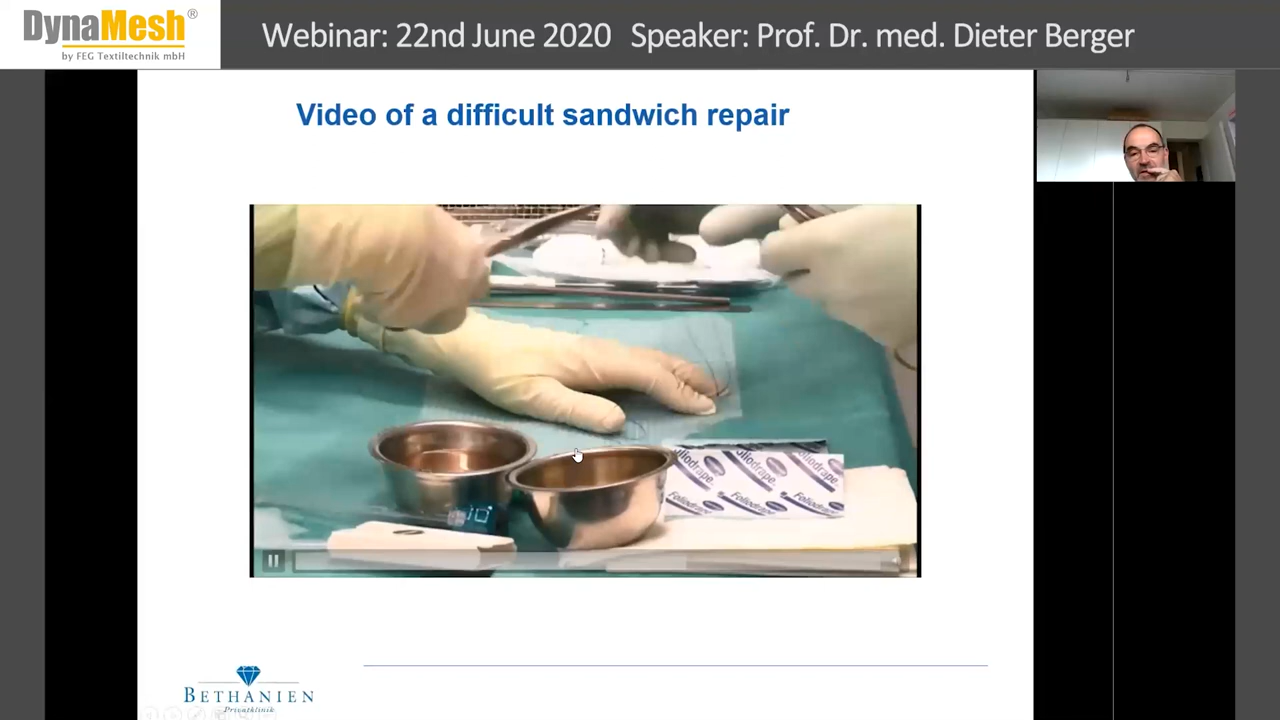 DynaMesh®
by FEG Textiltechnik mbH
Webinar: 22nd June 2020 Speaker: Prof. Dr. med. Dieter Berger
Video of a difficult sandwich repair
Foliodrape
Foliodrape
Foliodrape
BETHANIEN
Privatklinik